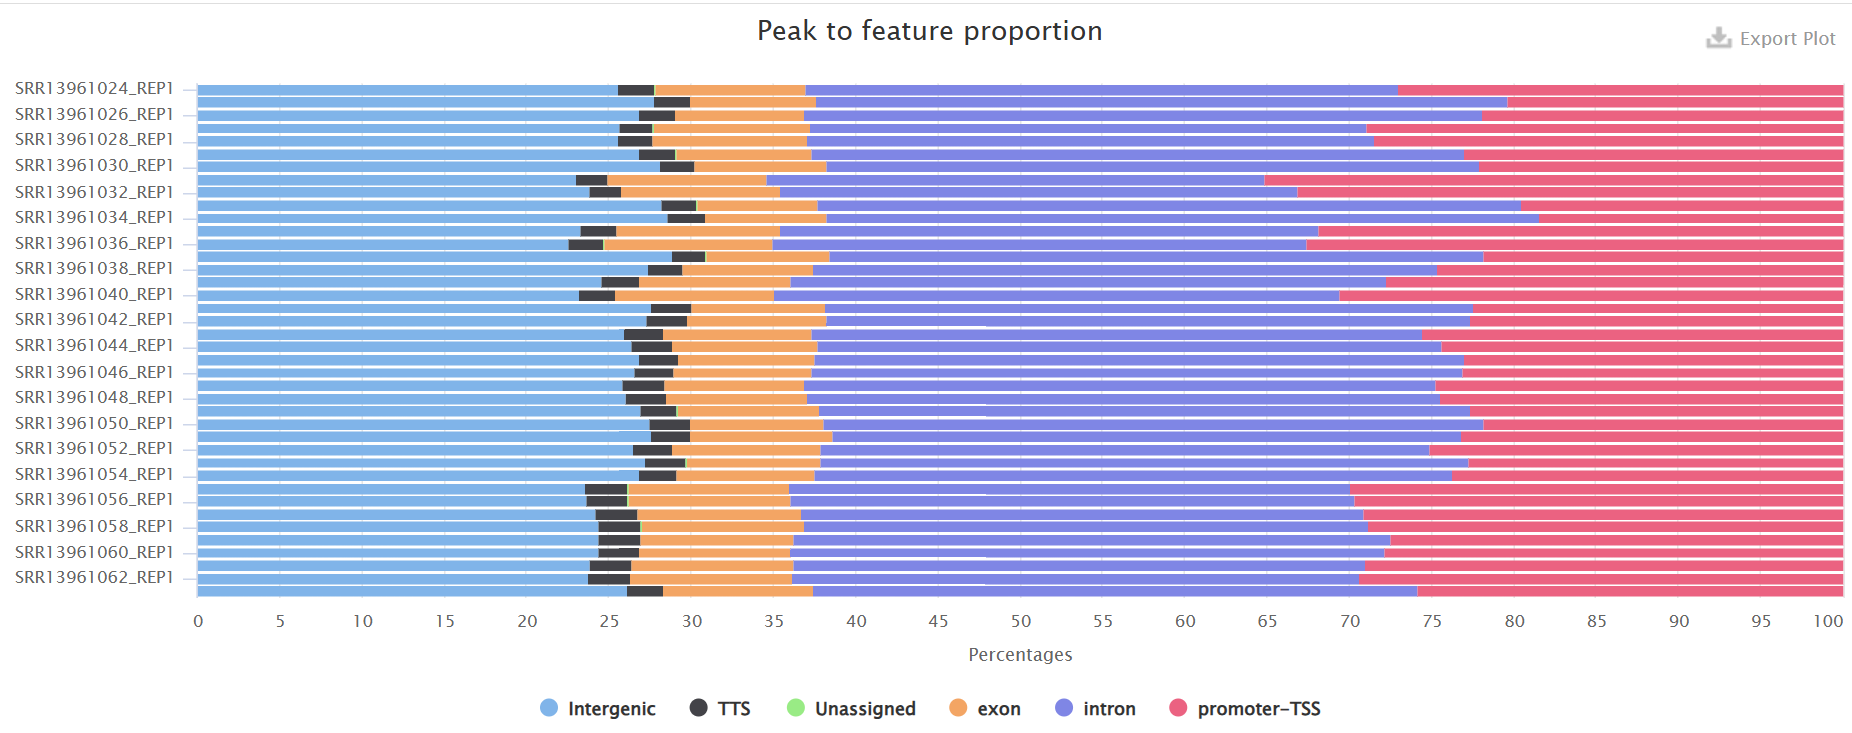 Peak to feature proportion
Export Plot
SRR13961024_REP1
SRR13961026_REP1
SRR13961028_REP1
SRR13961030_REP1
SRR13961032_REP1
SRR13961034_REP1
SRR13961036_REP1
SRR13961038_REP1
SRR13961040_REP1
SRR13961042_REP1
SRR13961044_REP1
SRR13961046_REP1
SRR13961048_REP1
SRR13961050_REP1
SRR13961052_REP1
SRR13961054_REP1
SRR13961056_REP1
SRR13961058_REP1
SRR13961060_REP1
SRR13961062_REP1
0 5 10 15 20 25 30 35 40 45 50 55 60 65 70 75 80 85 90 95 100
Percentages
Intergenic TTS Unassigned exon intron promoter-TSS